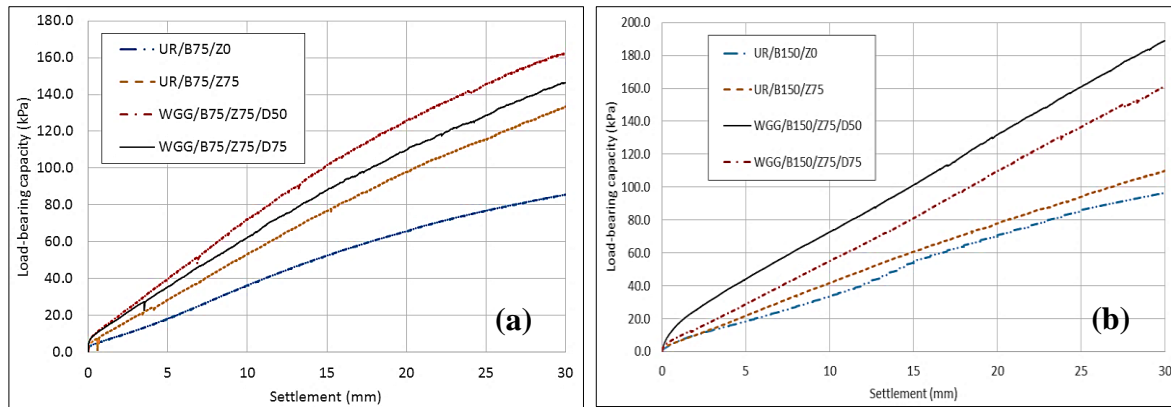 180.0
160.0
140.0
120.0
100.0
80.0
60.0
40.0
20.0
0.0
Load-bearing capacity (kPa)
UR/B75/Z0
UR/B75/Z75
WGG/B75/Z75/D50
WGG/B75/Z75/D75
(a)
0 5 10 15 20 25 30
Settlement (mm)
200.0
180.0
160.0
140.0
120.0
100.0
80.0
60.0
40.0
20.0
0.0
Load-bearing capacity (kPa)
UR/B150/Z0
UR/B150/Z75
WGG/B150/Z75/D50
WGG/B150/Z75/D75
(b)
0 5 10 15 20 25 30
Settlement (mm)